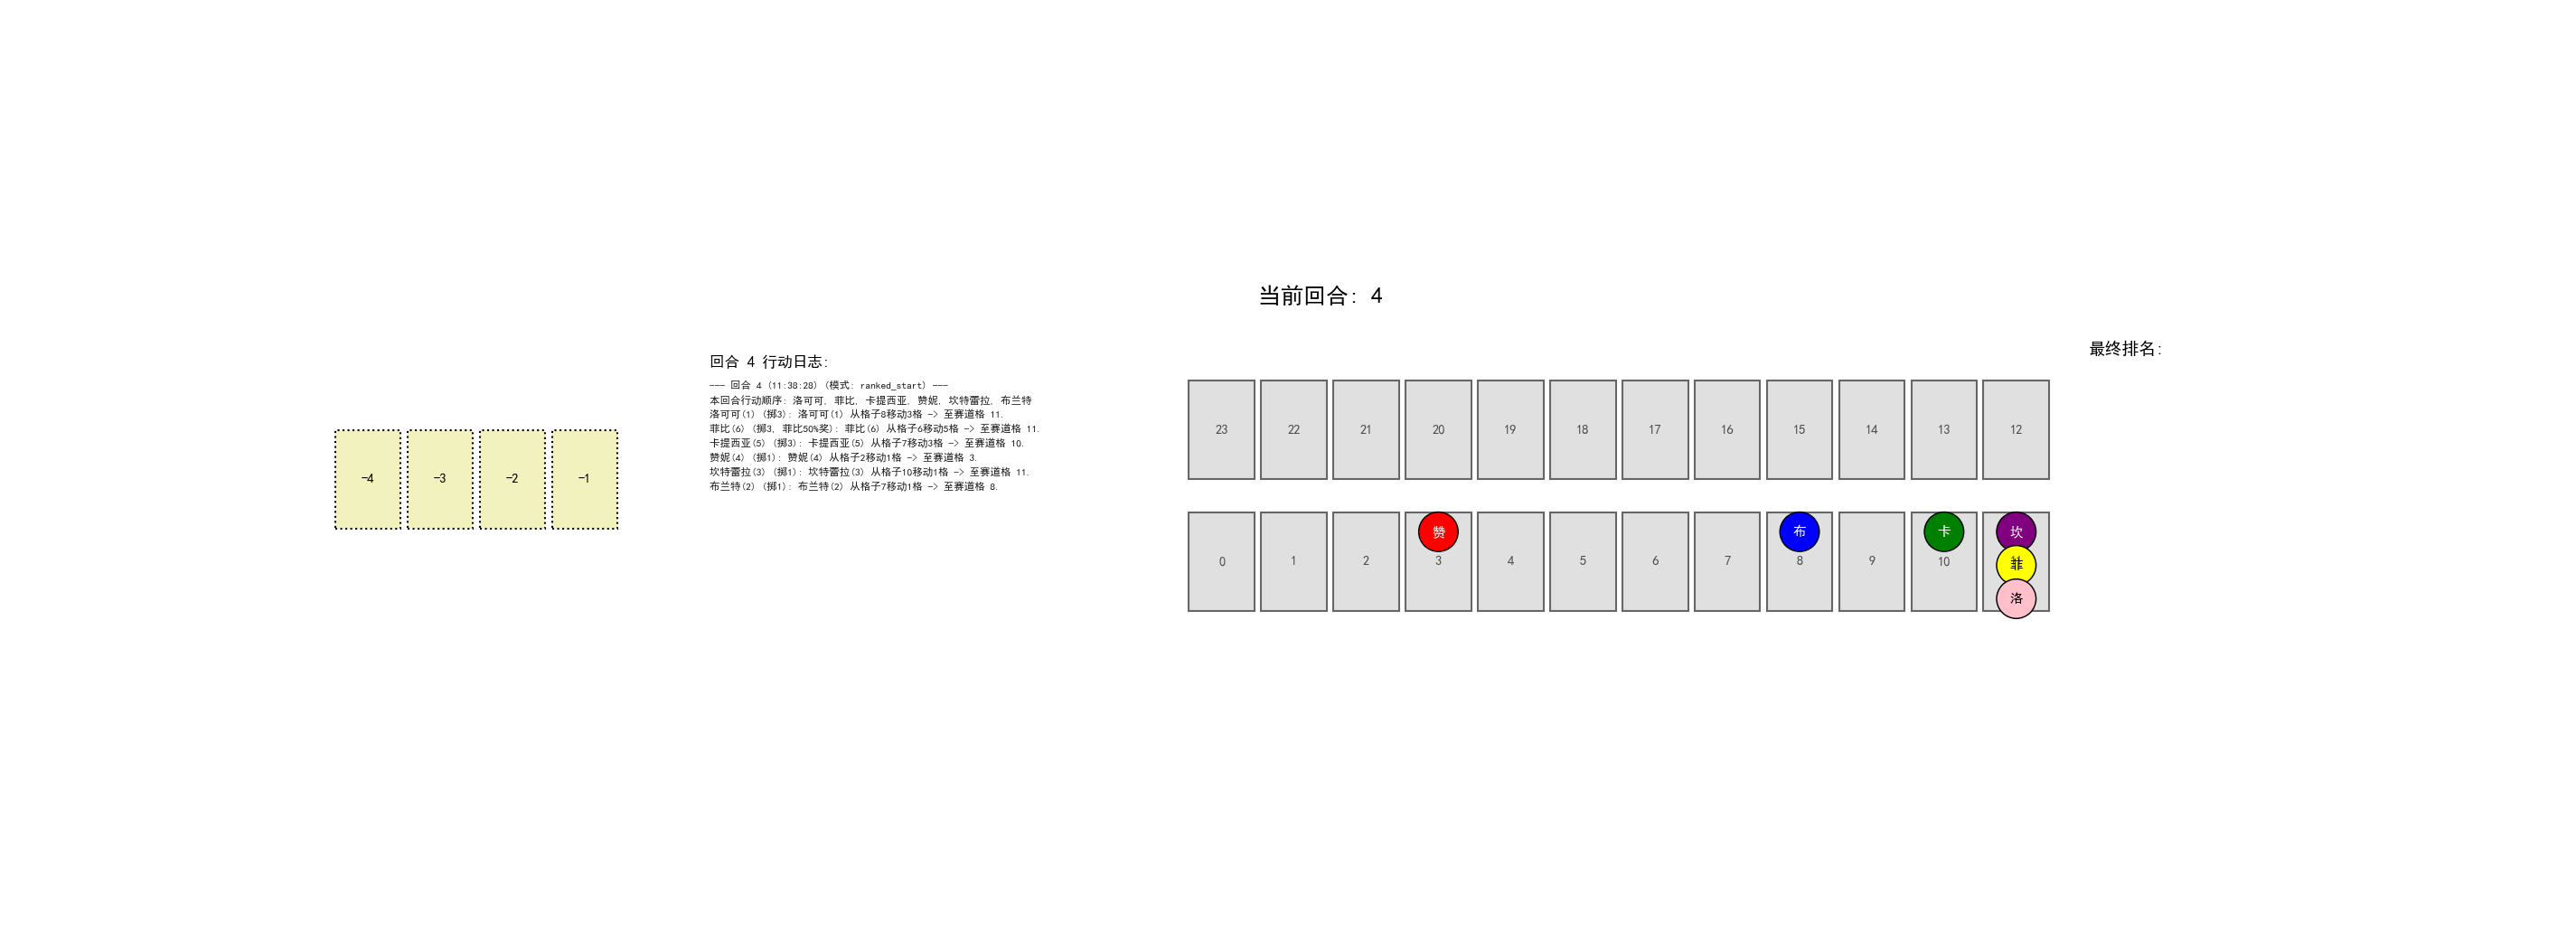 当前回合: 4
最终排名:
回合 4 行动日志:
--- 回合 4 (11:38:28) (模式: ranked_start) ---
本回合行动顺序: 洛可可, 菲比, 卡提西亚, 赞妮, 坎特蕾拉, 布兰特
洛可可(1) (掷3): 洛可可(1) 从格子8移动3格 -> 至赛道格 11.
菲比(6) (掷3, 菲比50%奖): 菲比(6) 从格子6移动5格 -> 至赛道格 11.
卡提西亚(5) (掷3): 卡提西亚(5) 从格子7移动3格 -> 至赛道格 10.
赞妮(4) (掷1): 赞妮(4) 从格子2移动1格 -> 至赛道格 3.
坎特蕾拉(3) (掷1): 坎特蕾拉(3) 从格子10移动1格 -> 至赛道格 11.
布兰特(2) (掷1): 布兰特(2) 从格子7移动1格 -> 至赛道格 8.
-4 -3 -2 -1
23 22 21 20 19 18 17 16 15 14 13 12
赞 布 卡 坎
0 1 2 3 4 5 6 7 8 9 10 菲
洛